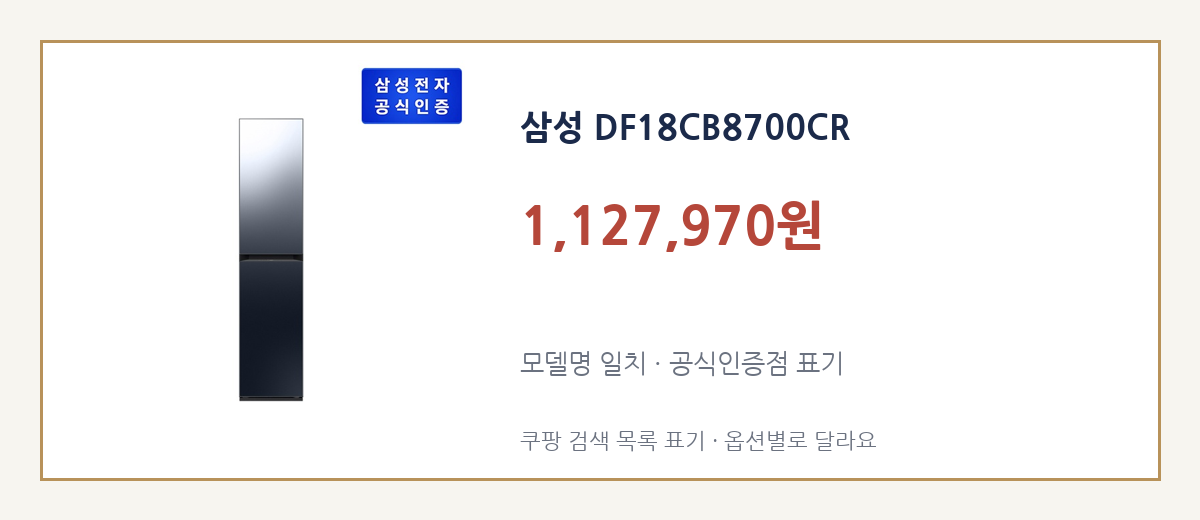 삼성전자
공식인증
삼성 DF18CB8700CR
1,127,970원
모델명 일치 · 공식인증점 표기
쿠팡 검색 목록 표기 · 옵션별로 달라요